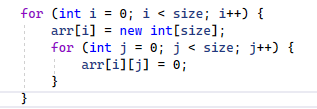 for (int i = 0; i < size; i++) {
    arr[i] = new int[size];
    for (int j = 0; j < size; j++) {
        arr[i][j] = 0;
    }
}